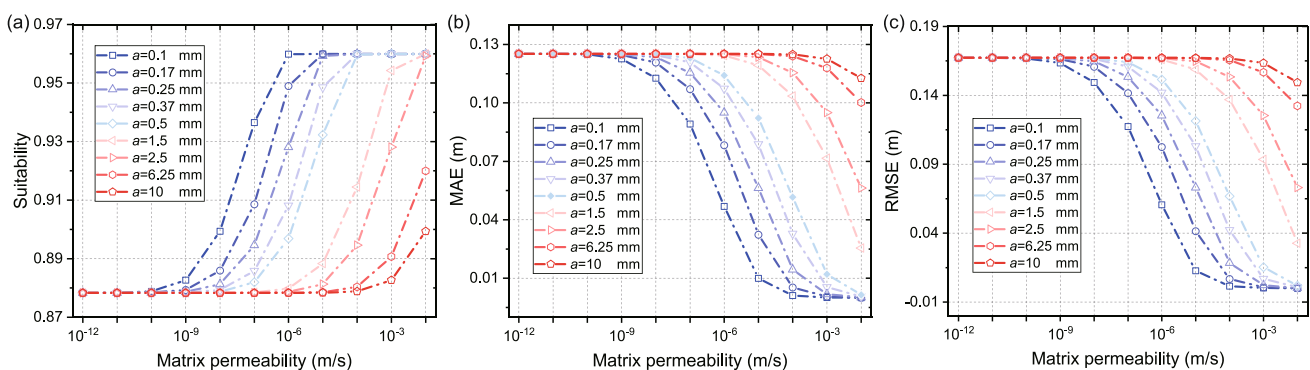 (a)
0.97
0.95
0.93
0.91
0.89
0.87
Suitability
a=0.1 mm
a=0.17 mm
a=0.25 mm
a=0.37 mm
a=0.5 mm
a=1.5 mm
a=2.5 mm
a=6.25 mm
a=10 mm
10-12
10-9
10-6
10-3
Matrix permeability (m/s)
(b)
0.13
0.10
0.07
0.04
0.01
MAE (m)
a=0.1 mm
a=0.17 mm
a=0.25 mm
a=0.37 mm
a=0.5 mm
a=1.5 mm
a=2.5 mm
a=6.25 mm
a=10 mm
10-12
10-9
10-6
10-3
Matrix permeability (m/s)
(c)
0.19
0.14
0.09
0.04
-0.01
RMSE (m)
a=0.1 mm
a=0.17 mm
a=0.25 mm
a=0.37 mm
a=0.5 mm
a=1.5 mm
a=2.5 mm
a=6.25 mm
a=10 mm
10-12
10-9
10-6
10-3
Matrix permeability (m/s)